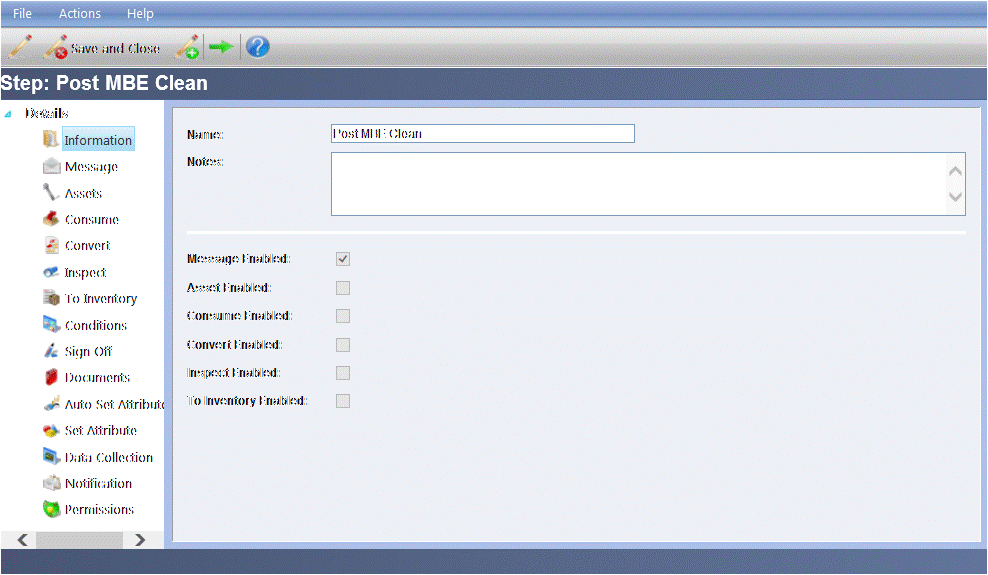 File Actions Help
Save and Close
Step: Post MBE Clean
Details
Information
Message
Assets
Consume
Convert
Inspect
To Inventory
Conditions
Sign Off
Documents
Auto Set Attribute
Set Attribute
Data Collection
Notification
Permissions
Name: Post MBE Clean
Notes:
Message Enabled:
Asset Enabled:
Consume Enabled:
Convert Enabled:
Inspect Enabled:
To Inventory Enabled: